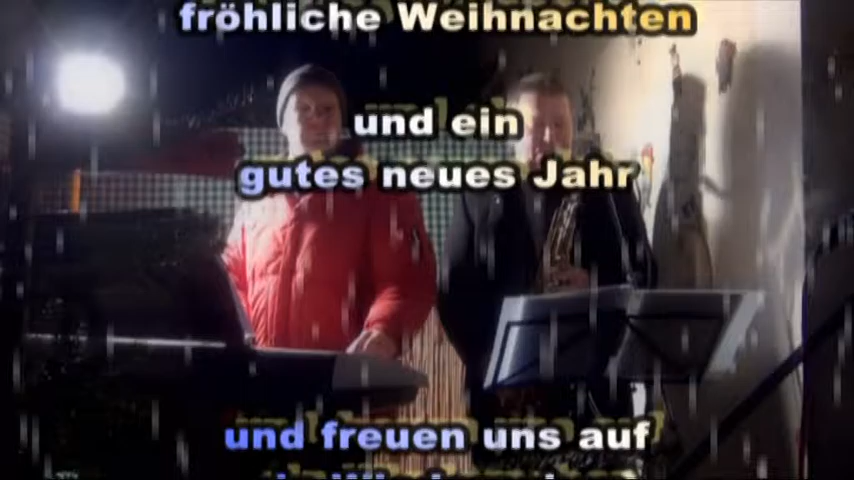 fröhliche Weihnachten
und ein
gutes neues Jahr
und freuen uns auf